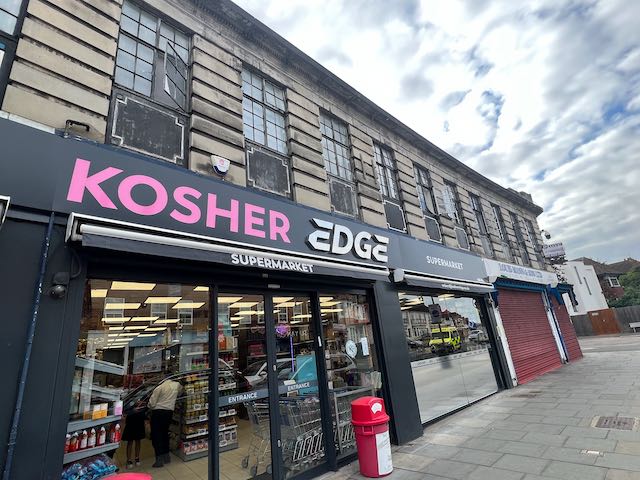 KOSHER EDGE
SUPERMARKET
SUPERMARKET
ENTRANCE
ENTRANCE